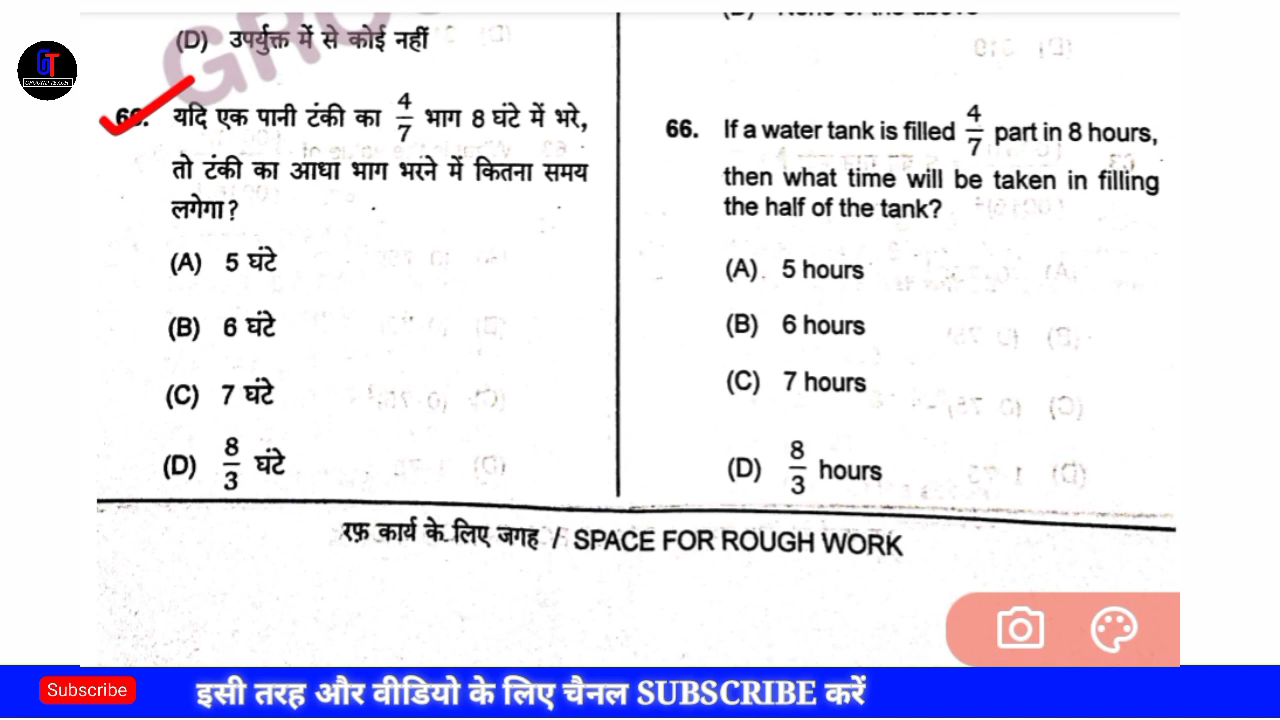 (D) उपर्युक्त में से कोई नहीं
66. यदि एक पानी टंकी का 4/7 भाग 8 घंटे में भरे,
तो टंकी का आधा भाग भरने में कितना समय
लगेगा?
(A) 5 घंटे
(B) 6 घंटे
(C) 7 घंटे
(D) 8/3 घंटे
66. If a water tank is filled 4/7 part in 8 hours,
then what time will be taken in filling
the half of the tank?
(A) 5 hours
(B) 6 hours
(C) 7 hours
(D) 8/3 hours
रफ़ कार्य के लिए जगह / SPACE FOR ROUGH WORK
Subscribe
इसी तरह और वीडियो के लिए चैनल SUBSCRIBE करें